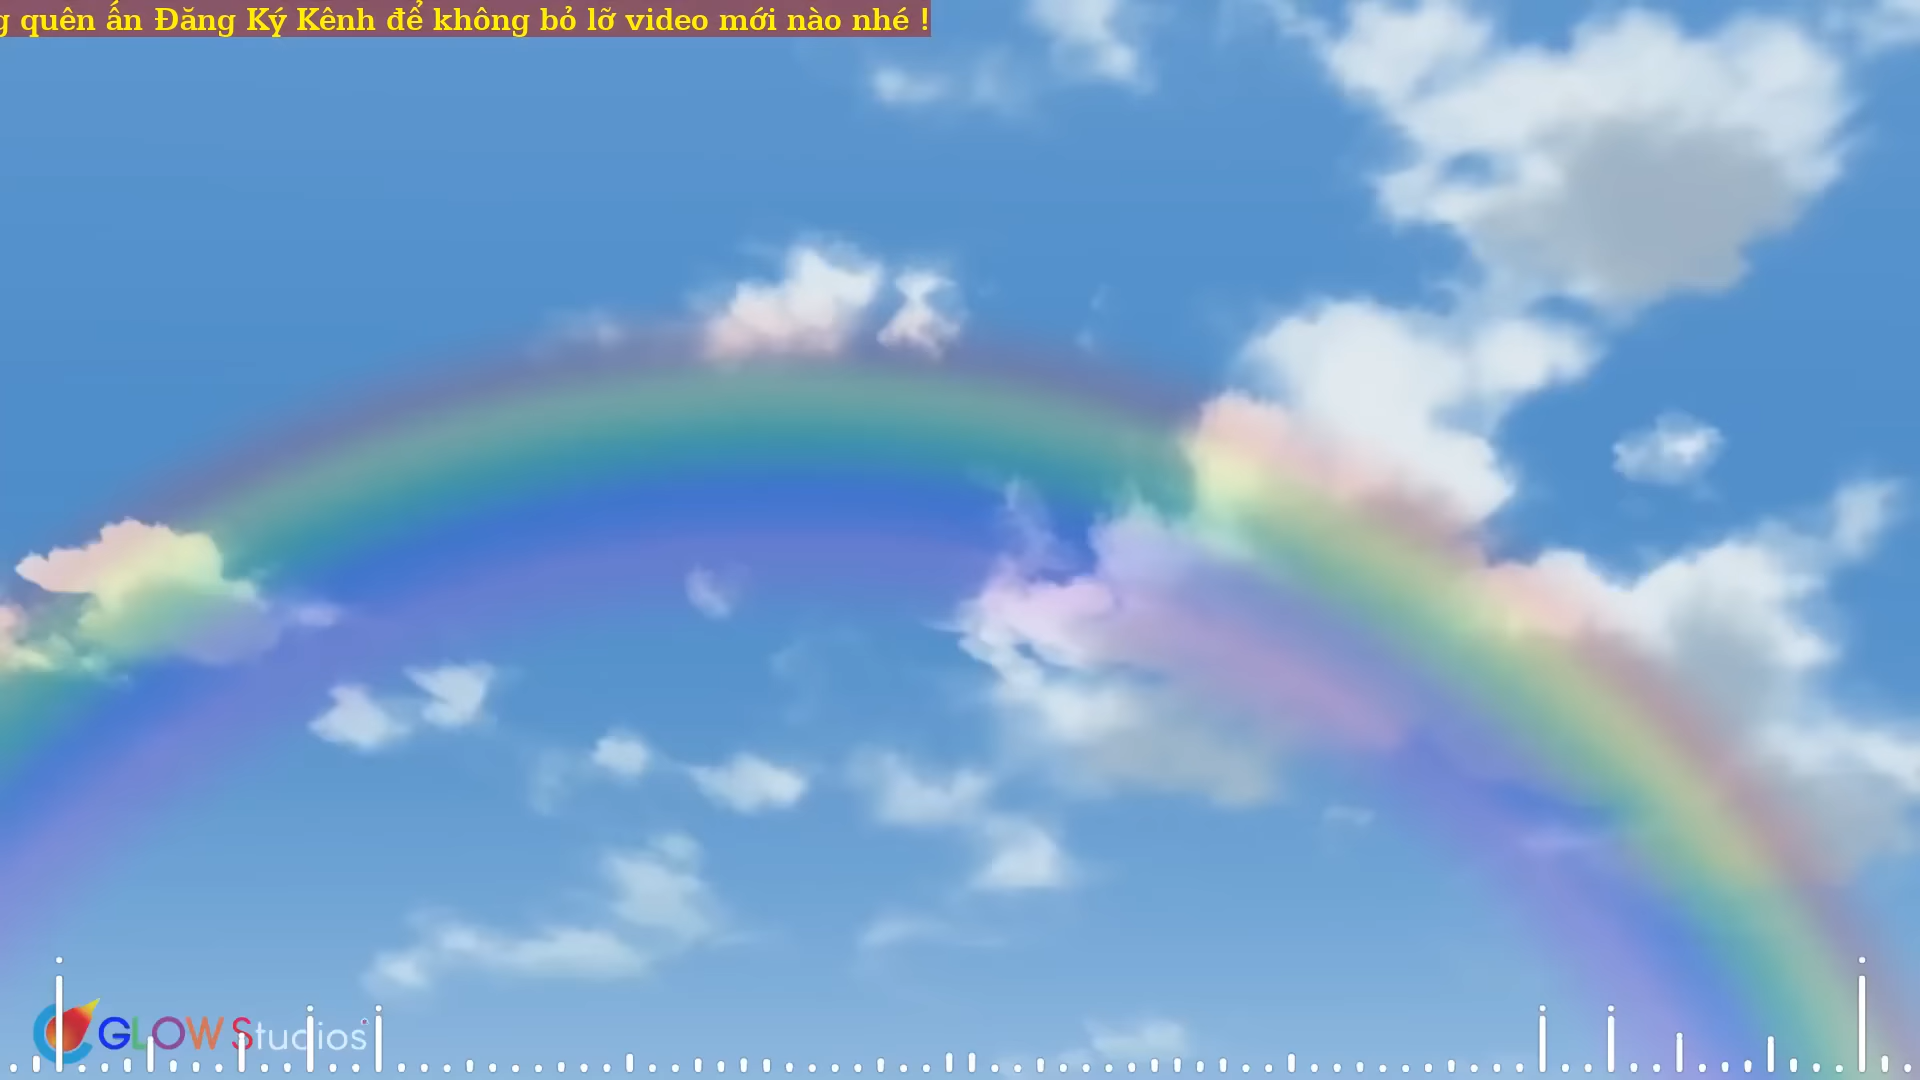 quên ấn Đăng Ký Kênh để không bỏ lỡ video mới nào nhé !
GLOW Studios